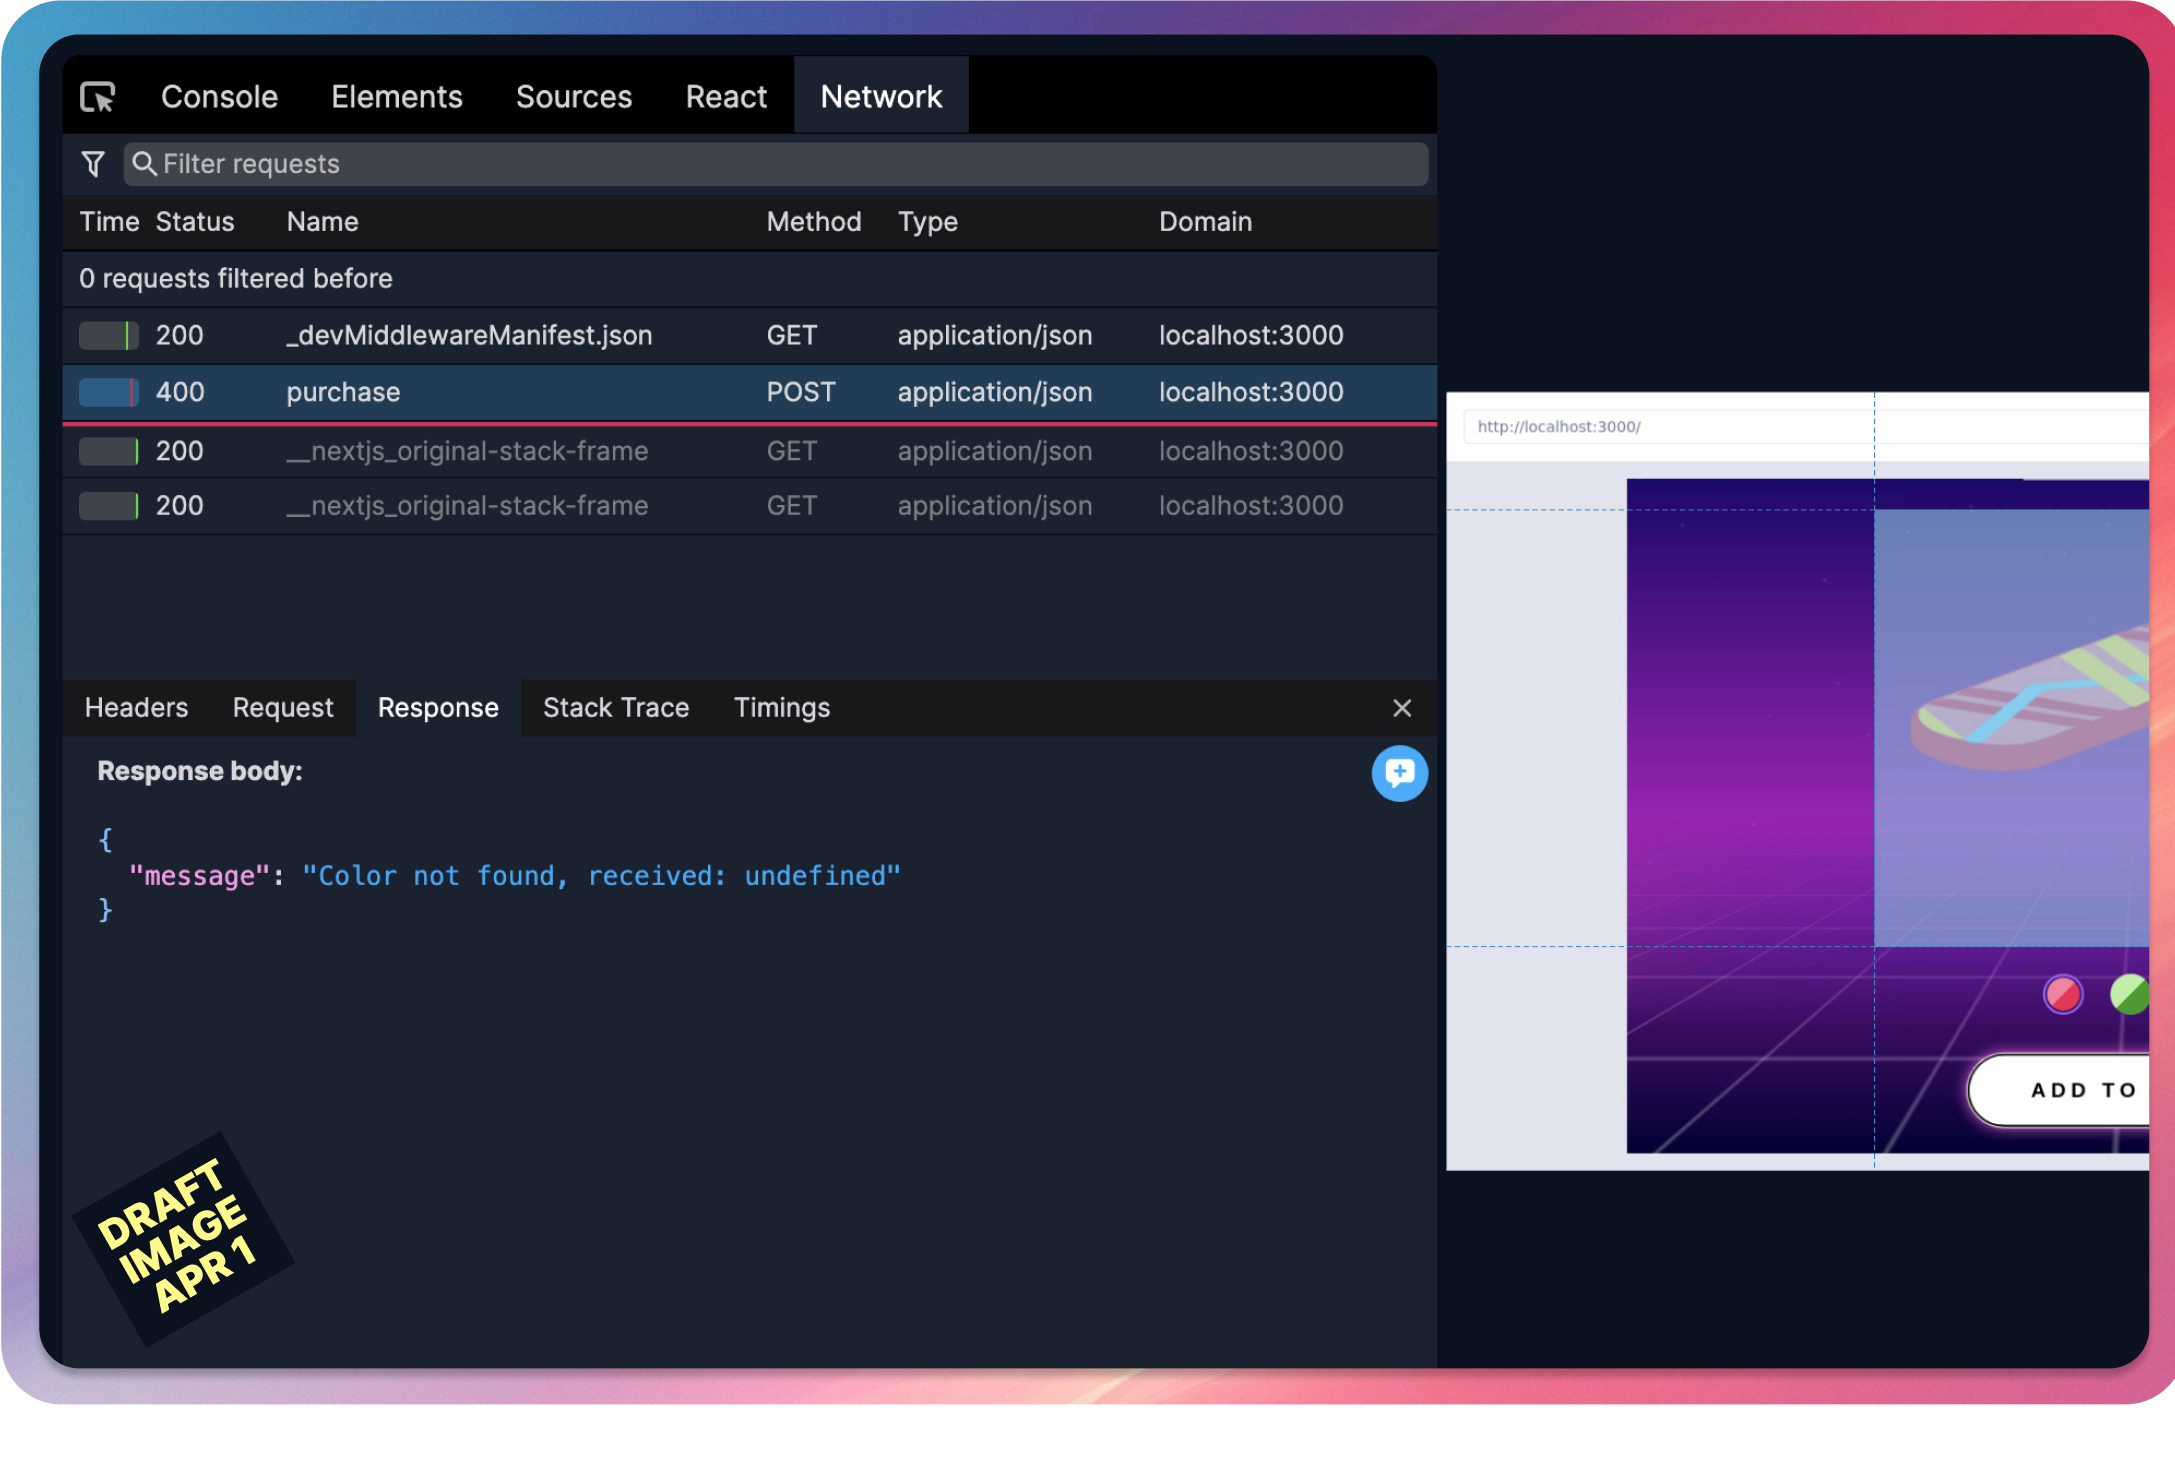 Console Elements Sources React Network
Filter requests
Time Status Name Method Type Domain
0 requests filtered before
200 _devMiddlewareManifest.json GET application/json localhost:3000
400 purchase POST application/json localhost:3000
200 __nextjs_original-stack-frame GET application/json localhost:3000
200 __nextjs_original-stack-frame GET application/json localhost:3000
Headers Request Response Stack Trace Timings
Response body:
{
"message": "Color not found, received: undefined"
}
http://localhost:3000/
ADD TO
DRAFT
IMAGE
APR 1